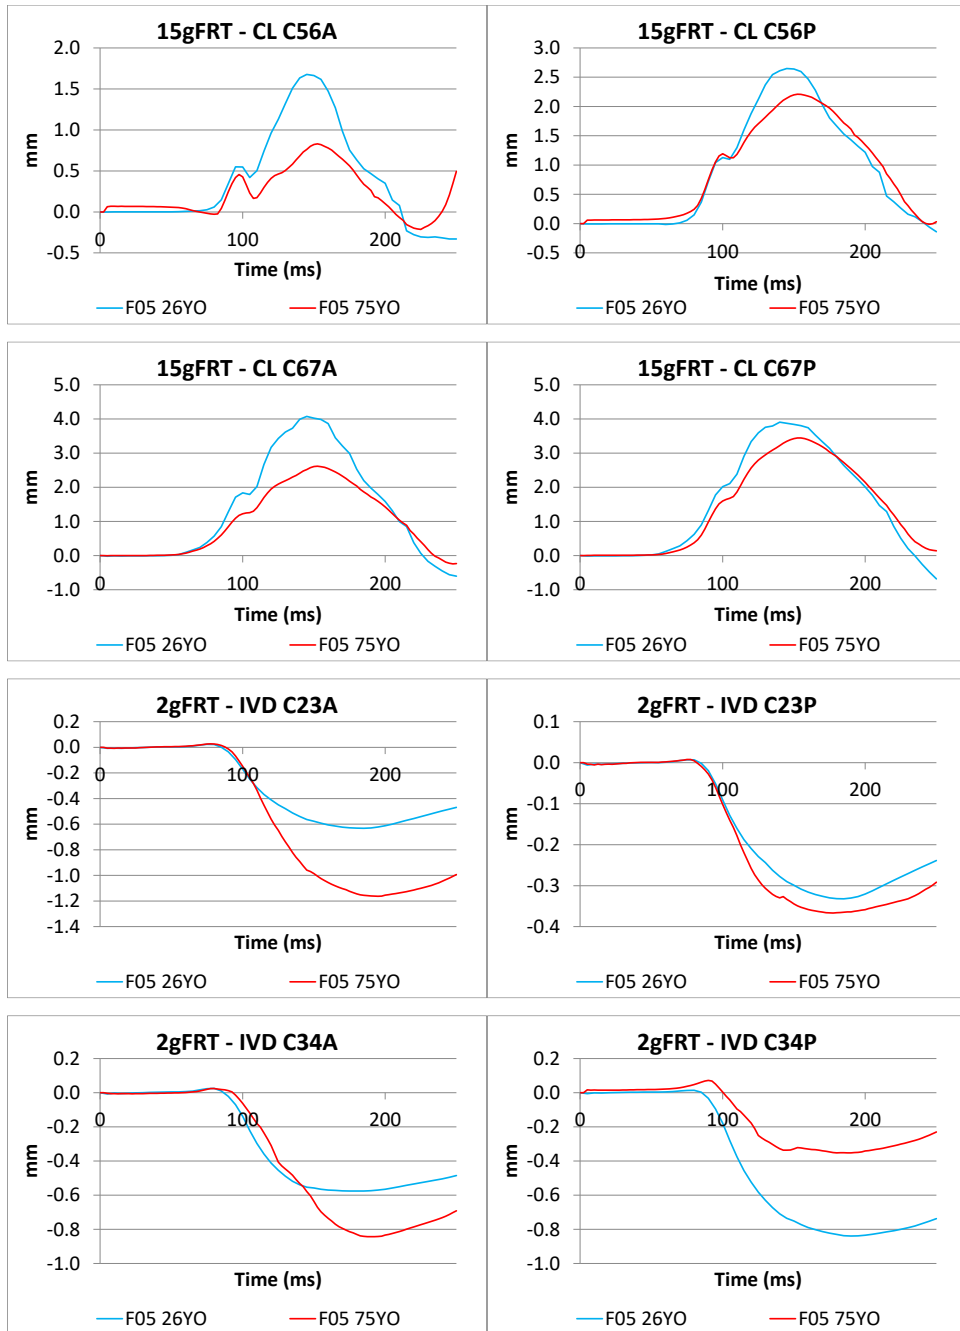 15gFRT - CL C56A
2.0
1.5
1.0
0.5
0.0
-0.5
mm
0 100 200
Time (ms)
F05 26YO F05 75YO
15gFRT - CL C56P
3.0
2.5
2.0
1.5
1.0
0.5
0.0
-0.5
mm
0 100 200
Time (ms)
F05 26YO F05 75YO
15gFRT - CL C67A
5.0
4.0
3.0
2.0
1.0
0.0
-1.0
mm
0 100 200
Time (ms)
F05 26YO F05 75YO
15gFRT - CL C67P
5.0
4.0
3.0
2.0
1.0
0.0
-1.0
mm
0 100 200
Time (ms)
F05 26YO F05 75YO
2gFRT - IVD C23A
0.2
0.0
-0.2
-0.4
-0.6
-0.8
-1.0
-1.2
-1.4
mm
0 100 200
Time (ms)
F05 26YO F05 75YO
2gFRT - IVD C23P
0.1
0.0
-0.1
-0.2
-0.3
-0.4
mm
0 100 200
Time (ms)
F05 26YO F05 75YO
2gFRT - IVD C34A
0.2
0.0
-0.2
-0.4
-0.6
-0.8
-1.0
mm
0 100 200
Time (ms)
F05 26YO F05 75YO
2gFRT - IVD C34P
0.2
0.0
-0.2
-0.4
-0.6
-0.8
-1.0
mm
0 100 200
Time (ms)
F05 26YO F05 75YO